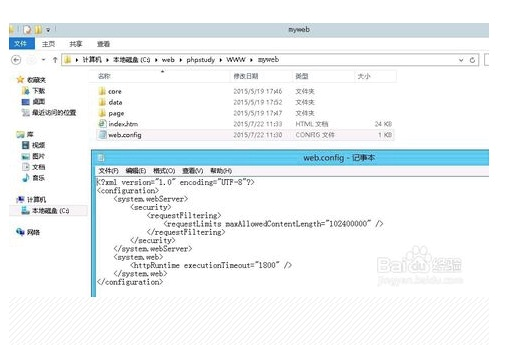 myweb
文件 主页 共享 查看
计算机 ▸ 本地磁盘 (C:) ▸ web ▸ phpstudy ▸ WWW ▸ myweb
名称 修改日期 类型 大小
收藏夹
下载
桌面
最近访问的位置
库
视频
图片
文档
音乐
计算机
本地磁盘 (C:)
网络
core 2015/5/19 17:46 文件夹
data 2015/5/19 17:52 文件夹
page 2015/5/19 17:47 文件夹
index.htm 2015/7/22 11:33 HTML 文档 24 KB
web.config 2015/7/22 11:30 CONFIG 文件 1 KB
web.config - 记事本
文件(F) 编辑(E) 格式(O) 查看(V) 帮助(H)
<?xml version="1.0" encoding="UTF-8"?>
<configuration>
<system.webServer>
<security>
<requestFiltering>
<requestLimits maxAllowedContentLength="102400000" />
</requestFiltering>
</security>
</system.webServer>
<system.web>
<httpRuntime executionTimeout="1800" />
</system.web>
</configuration>
Baidu 经验
jingyan.baidu.com